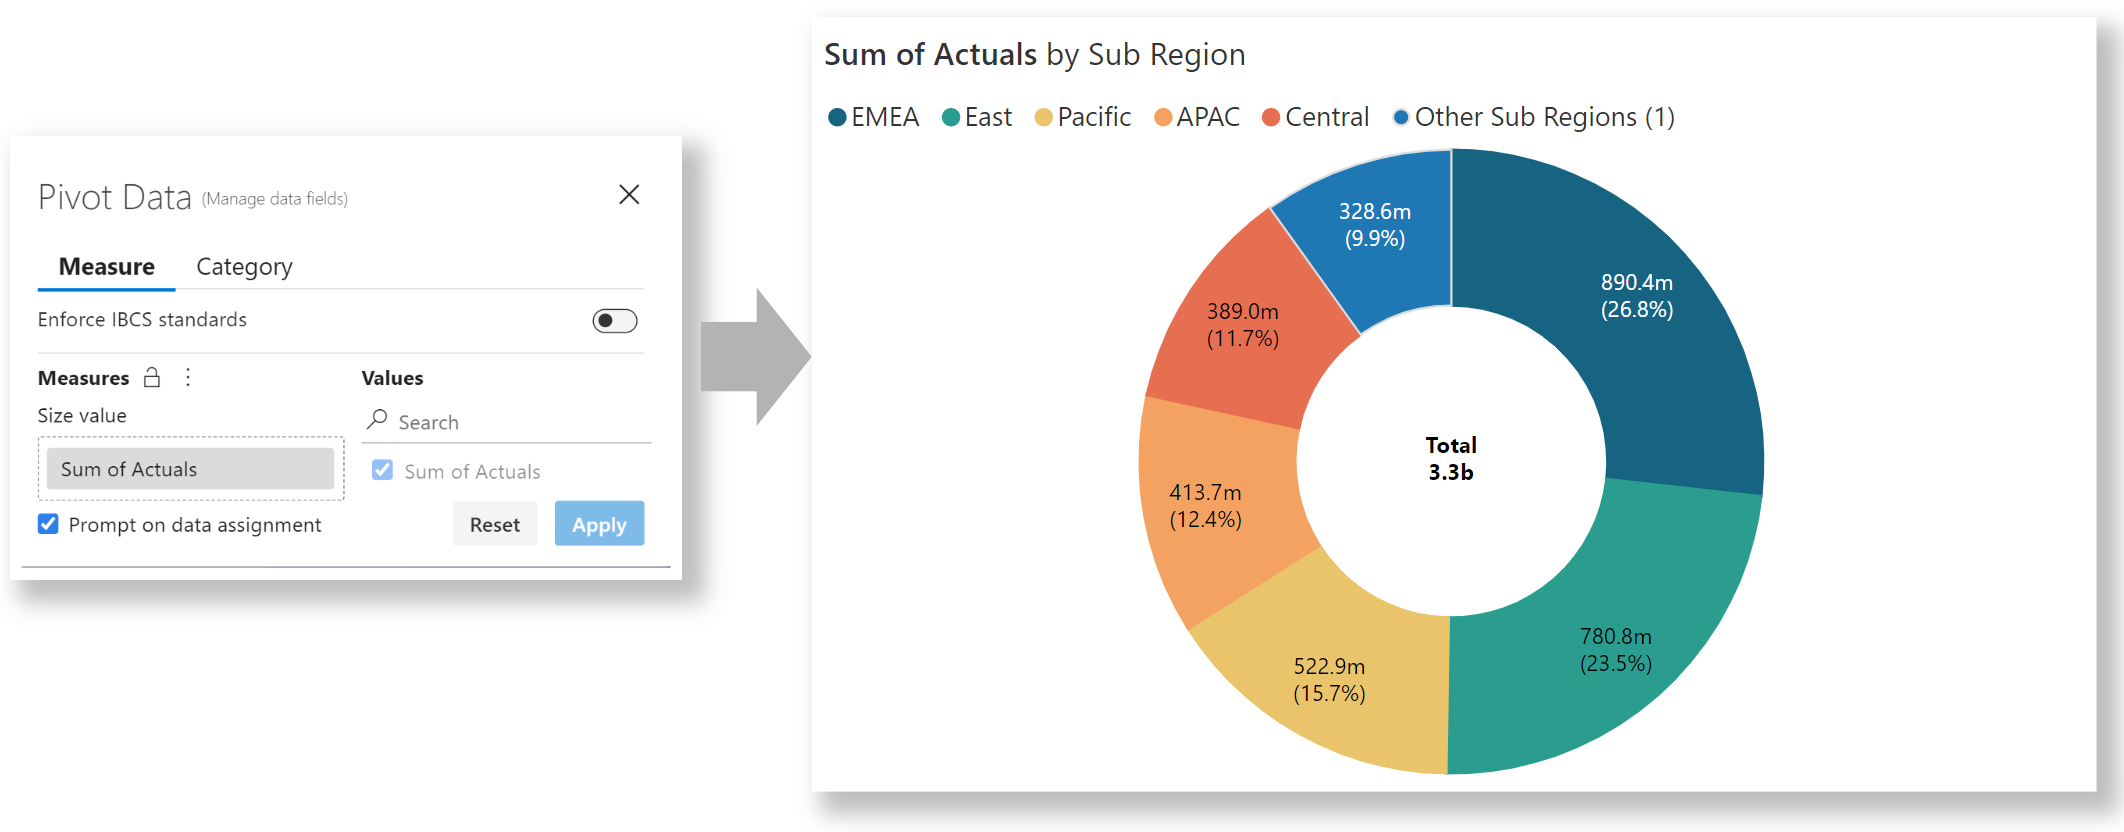 Pivot Data (Manage data fields)
Measure Category
Enforce IBCS standards
Measures Values
Size value
Search
Sum of Actuals
Sum of Actuals
Prompt on data assignment
Reset Apply
Sum of Actuals by Sub Region
EMEA East Pacific APAC Central Other Sub Regions (1)
328.6m
(9.9%)
890.4m
(26.8%)
389.0m
(11.7%)
Total
3.3b
413.7m
(12.4%)
780.8m
(23.5%)
522.9m
(15.7%)